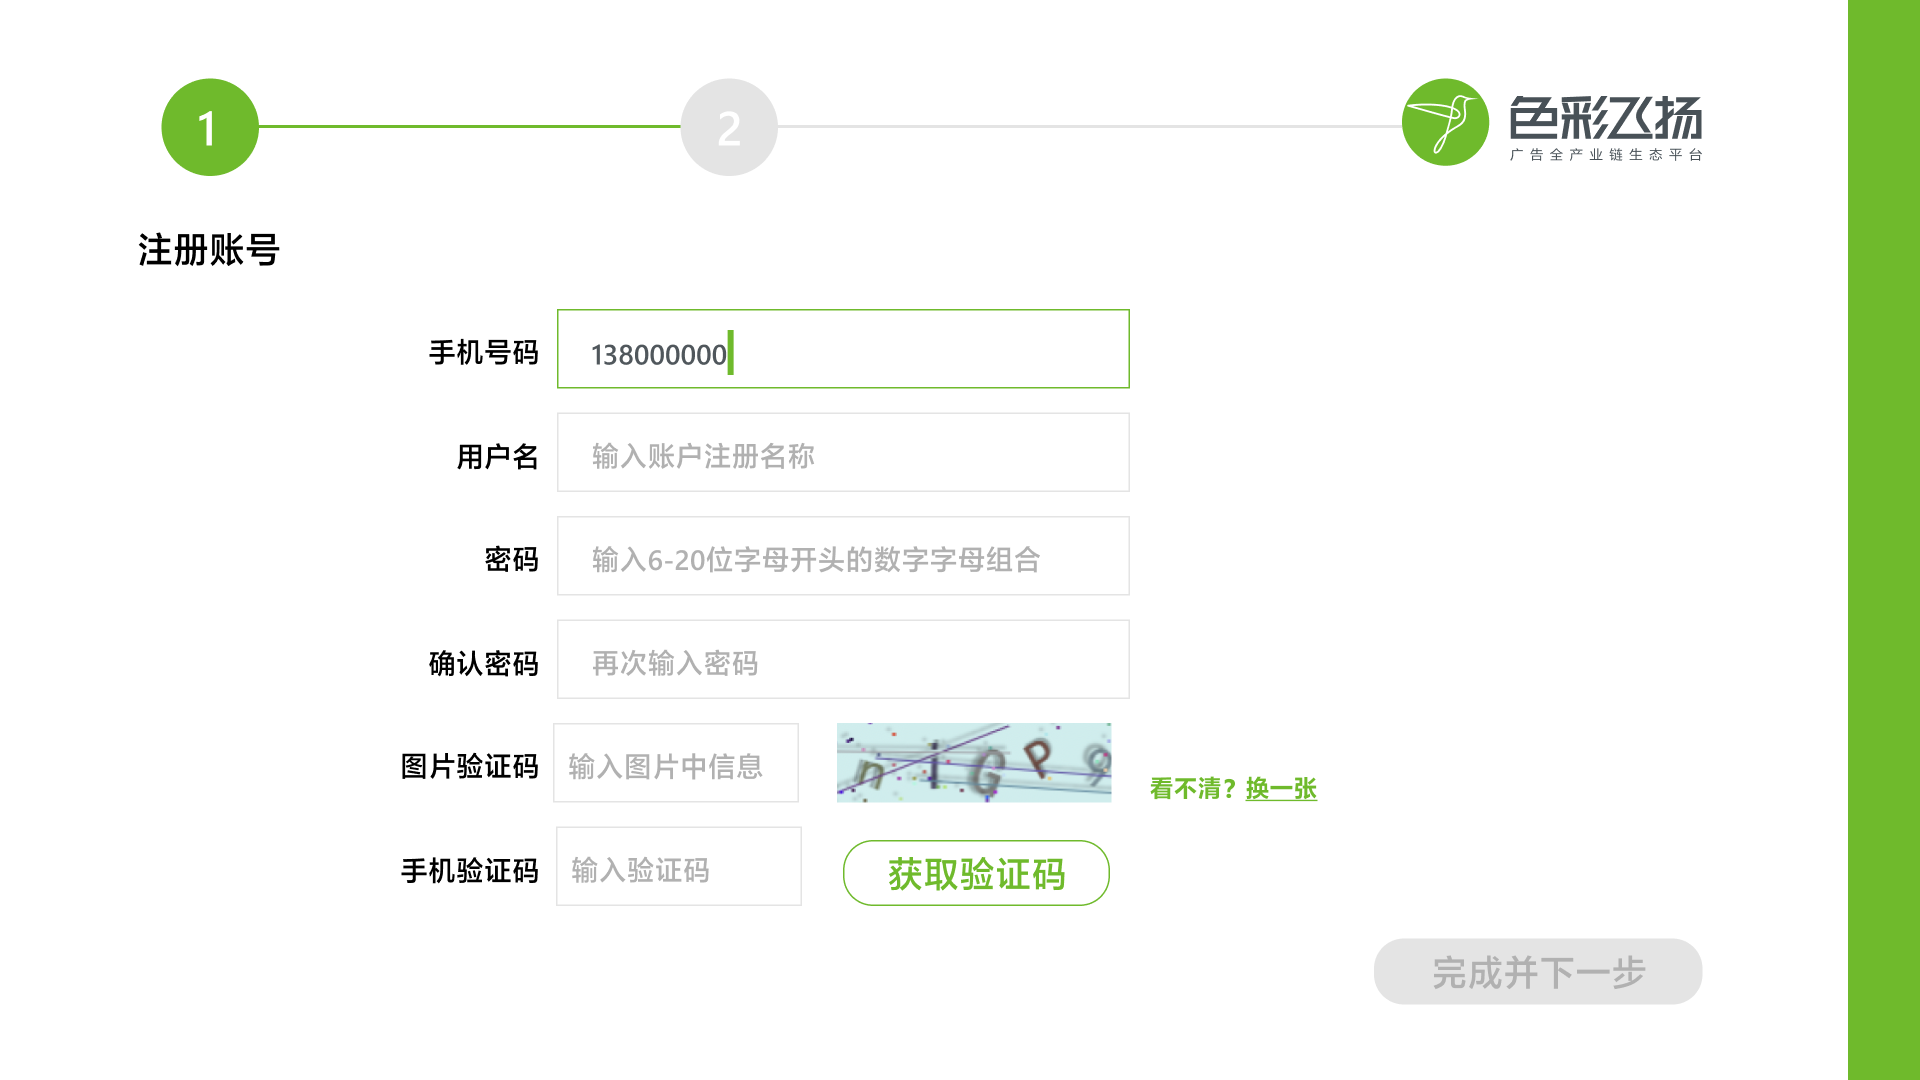 1
2
色彩飞扬
广告全产业链生态平台
注册账号
手机号码
138000000
用户名
输入账户注册名称
密码
输入6-20位字母开头的数字字母组合
确认密码
再次输入密码
图片验证码
输入图片中信息
nIGP9
看不清？换一张
手机验证码
输入验证码
获取验证码
完成并下一步